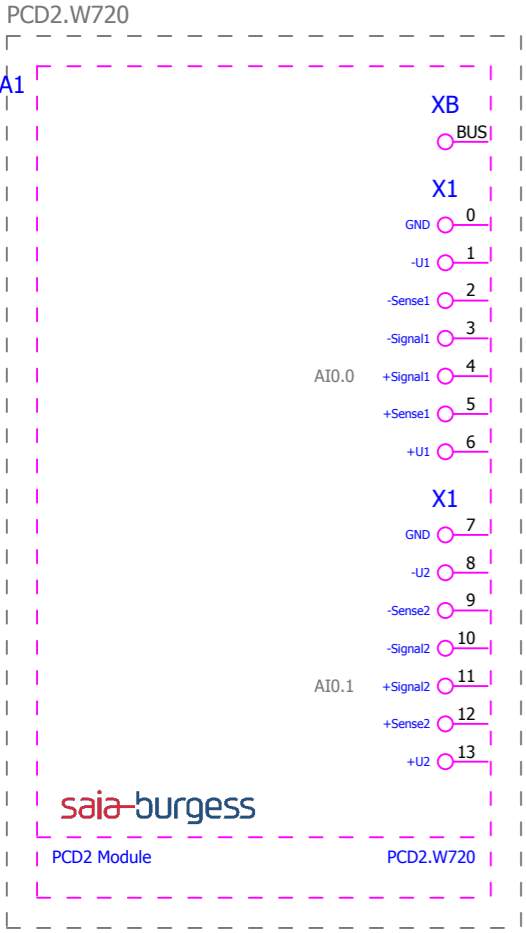 PCD2.W720
A1
XB
BUS
X1
GND 0
-U1 1
-Sense1 2
-Signal1 3
AI0.0 +Signal1 4
+Sense1 5
+U1 6
X1
GND 7
-U2 8
-Sense2 9
-Signal2 10
AI0.1 +Signal2 11
+Sense2 12
+U2 13
saia-burgess
PCD2 Module PCD2.W720